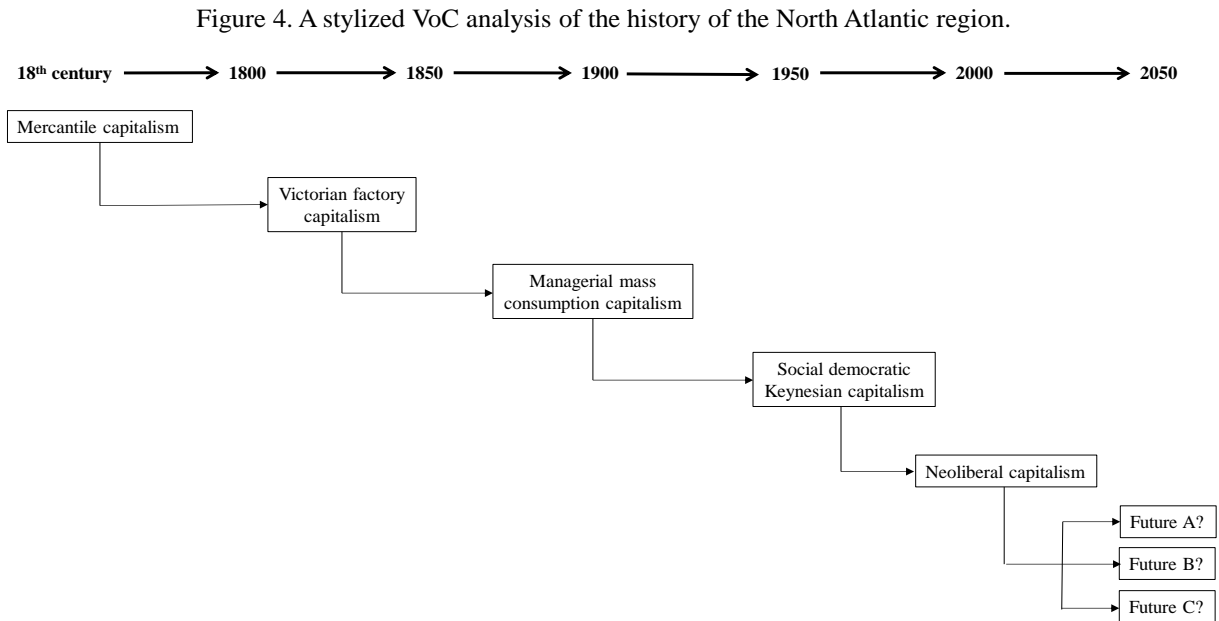 Figure 4. A stylized VoC analysis of the history of the North Atlantic region.
18th century 1800 1850 1900 1950 2000 2050
Mercantile capitalism
Victorian factory
capitalism
Managerial mass
consumption capitalism
Social democratic
Keynesian capitalism
Neoliberal capitalism
Future A?
Future B?
Future C?